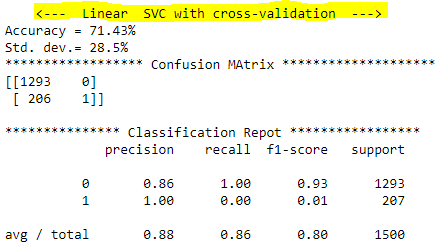 <--- Linear SVC with cross-validation --->
Accuracy = 71.43%
Std. dev.= 28.5%
****************** Confusion MAtrix ********************
[[1293 0]
[ 206 1]]
*************** Classification Repot *****************
precision recall f1-score support
0 0.86 1.00 0.93 1293
1 1.00 0.00 0.01 207
avg / total 0.88 0.86 0.80 1500